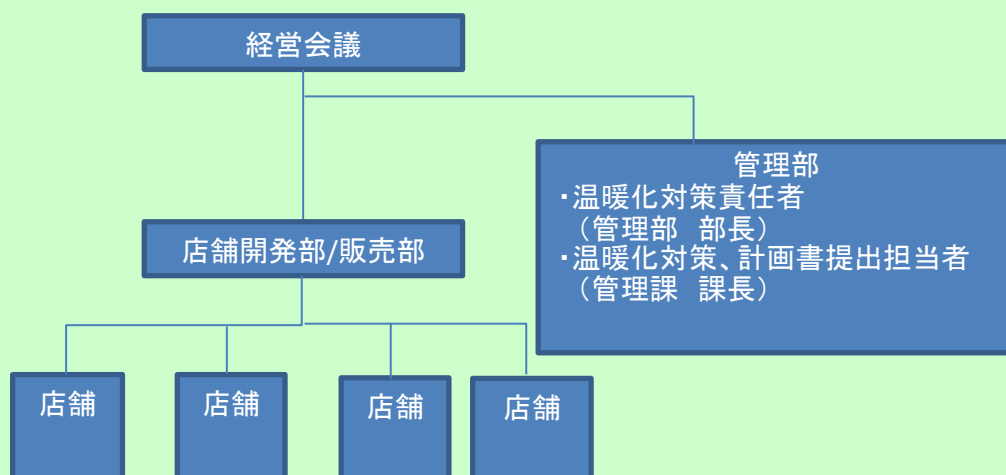 経営会議
管理部
・温暖化対策責任者
（管理部　部長）
・温暖化対策、計画書提出担当者
（管理課　課長）
店舗開発部/販売部
店舗
店舗
店舗
店舗